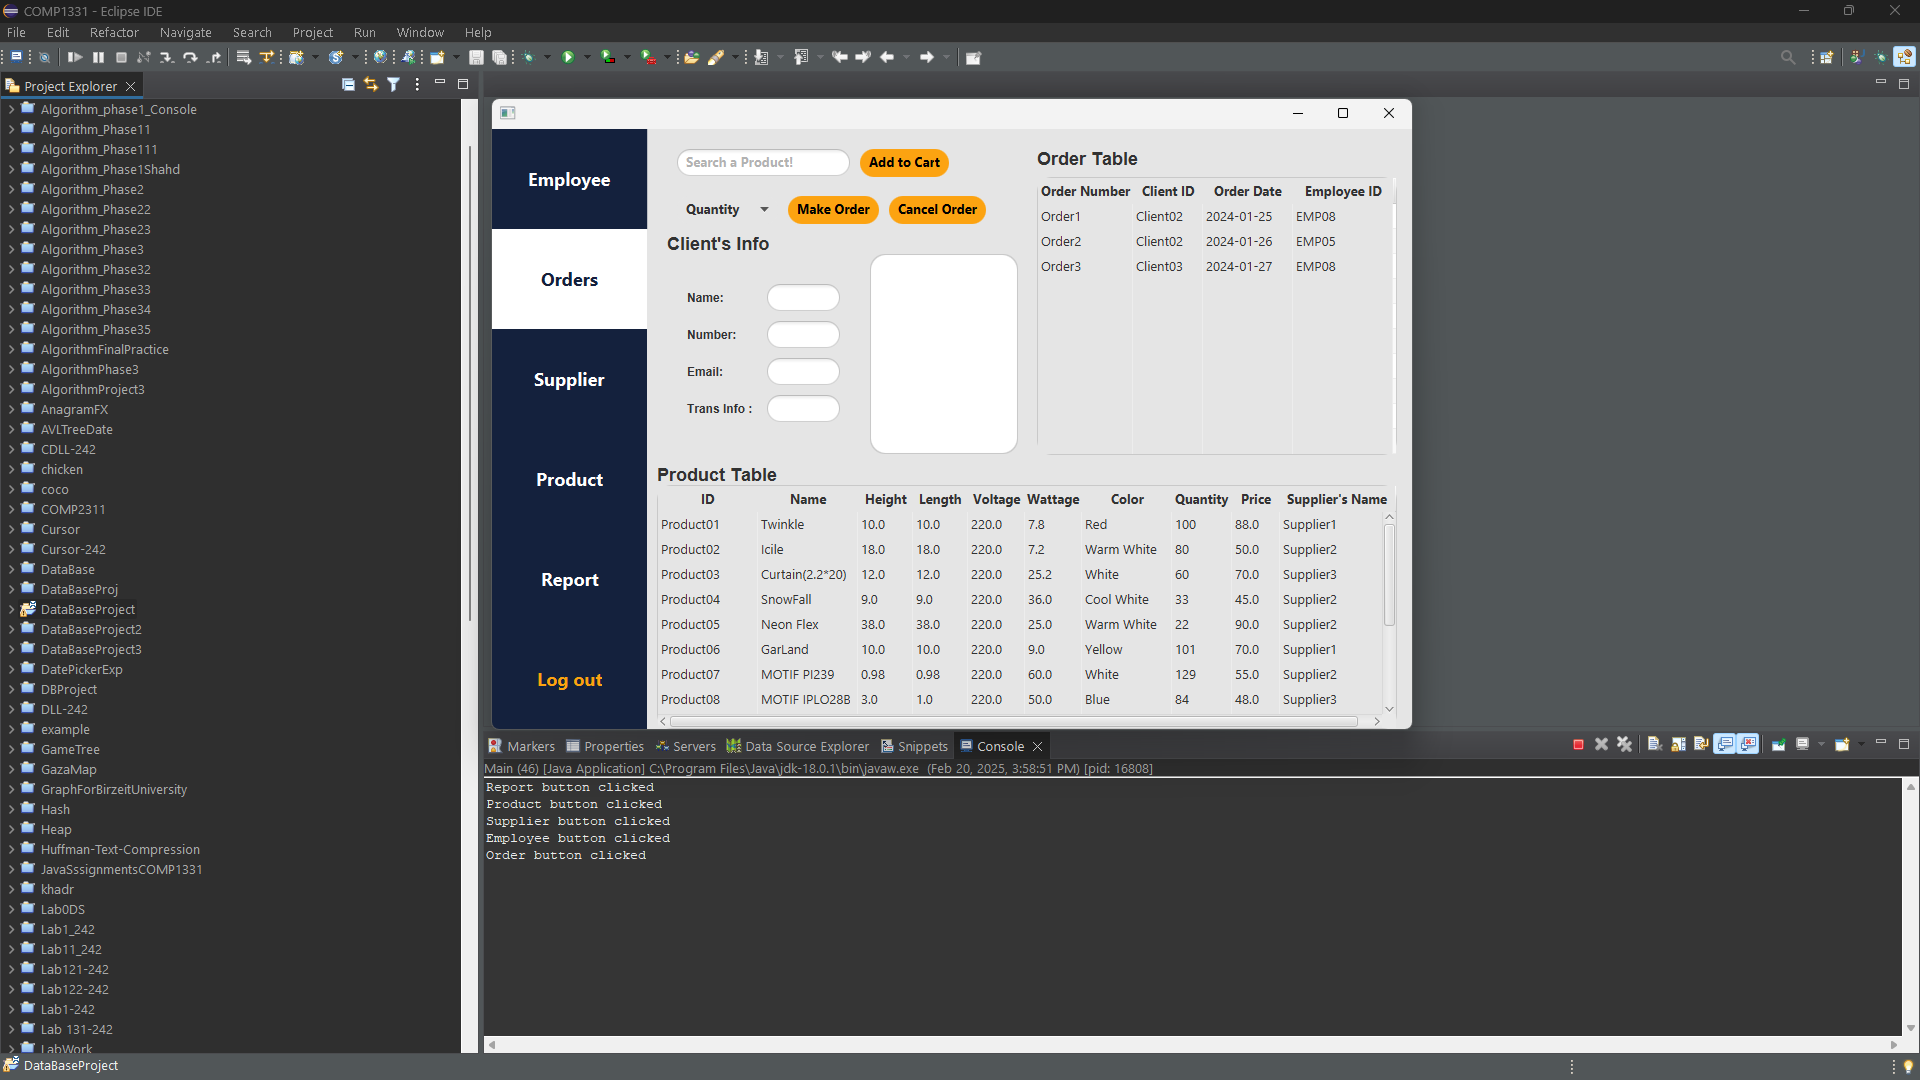 COMP1331 - Eclipse IDE
File Edit Refactor Navigate Search Project Run Window Help
Project Explorer
Algorithm_phase1_Console
Algorithm_Phase11
Algorithm_Phase111
Algorithm_Phase1Shahd
Algorithm_Phase2
Algorithm_Phase22
Algorithm_Phase23
Algorithm_Phase3
Algorithm_Phase32
Algorithm_Phase33
Algorithm_Phase34
Algorithm_Phase35
AlgorithmFinalPractice
AlgorithmPhase3
AlgorithmProject3
AnagramFX
AVLTreeDate
CDLL-242
chicken
coco
COMP2311
Cursor
Cursor-242
DataBase
DataBaseProj
DataBaseProject
DataBaseProject2
DataBaseProject3
DatePickerExp
DBProject
DLL-242
example
GameTree
GazaMap
GraphForBirzeitUniversity
Hash
Heap
Huffman-Text-Compression
JavaSssignmentsCOMP1331
khadr
Lab0DS
Lab1_242
Lab11_242
Lab121-242
Lab122-242
Lab1-242
Lab 131-242
LabWork
Employee
Orders
Supplier
Product
Report
Log out
Search a Product! Add to Cart
Quantity Make Order Cancel Order
Client's Info
Name:
Number:
Email:
Trans Info :
Order Table
Order Number Client ID Order Date Employee ID
Order1 Client02 2024-01-25 EMP08
Order2 Client02 2024-01-26 EMP05
Order3 Client03 2024-01-27 EMP08
Product Table
ID Name Height Length Voltage Wattage Color Quantity Price Supplier's Name
Product01 Twinkle 10.0 10.0 220.0 7.8 Red 100 88.0 Supplier1
Product02 Icile 18.0 18.0 220.0 7.2 Warm White 80 50.0 Supplier2
Product03 Curtain(2.2*20) 12.0 12.0 220.0 25.2 White 60 70.0 Supplier3
Product04 SnowFall 9.0 9.0 220.0 36.0 Cool White 33 45.0 Supplier2
Product05 Neon Flex 38.0 38.0 220.0 25.0 Warm White 22 90.0 Supplier2
Product06 GarLand 10.0 10.0 220.0 9.0 Yellow 101 70.0 Supplier1
Product07 MOTIF PI239 0.98 0.98 220.0 60.0 White 129 55.0 Supplier2
Product08 MOTIF IPLO28B 3.0 1.0 220.0 50.0 Blue 84 48.0 Supplier3
Markers Properties Servers Data Source Explorer Snippets Console
Main (46) [Java Application] C:\Program Files\Java\jdk-18.0.1\bin\javaw.exe (Feb 20, 2025, 3:58:51 PM) [pid: 16808]
Report button clicked
Product button clicked
Supplier button clicked
Employee button clicked
Order button clicked
DataBaseProject